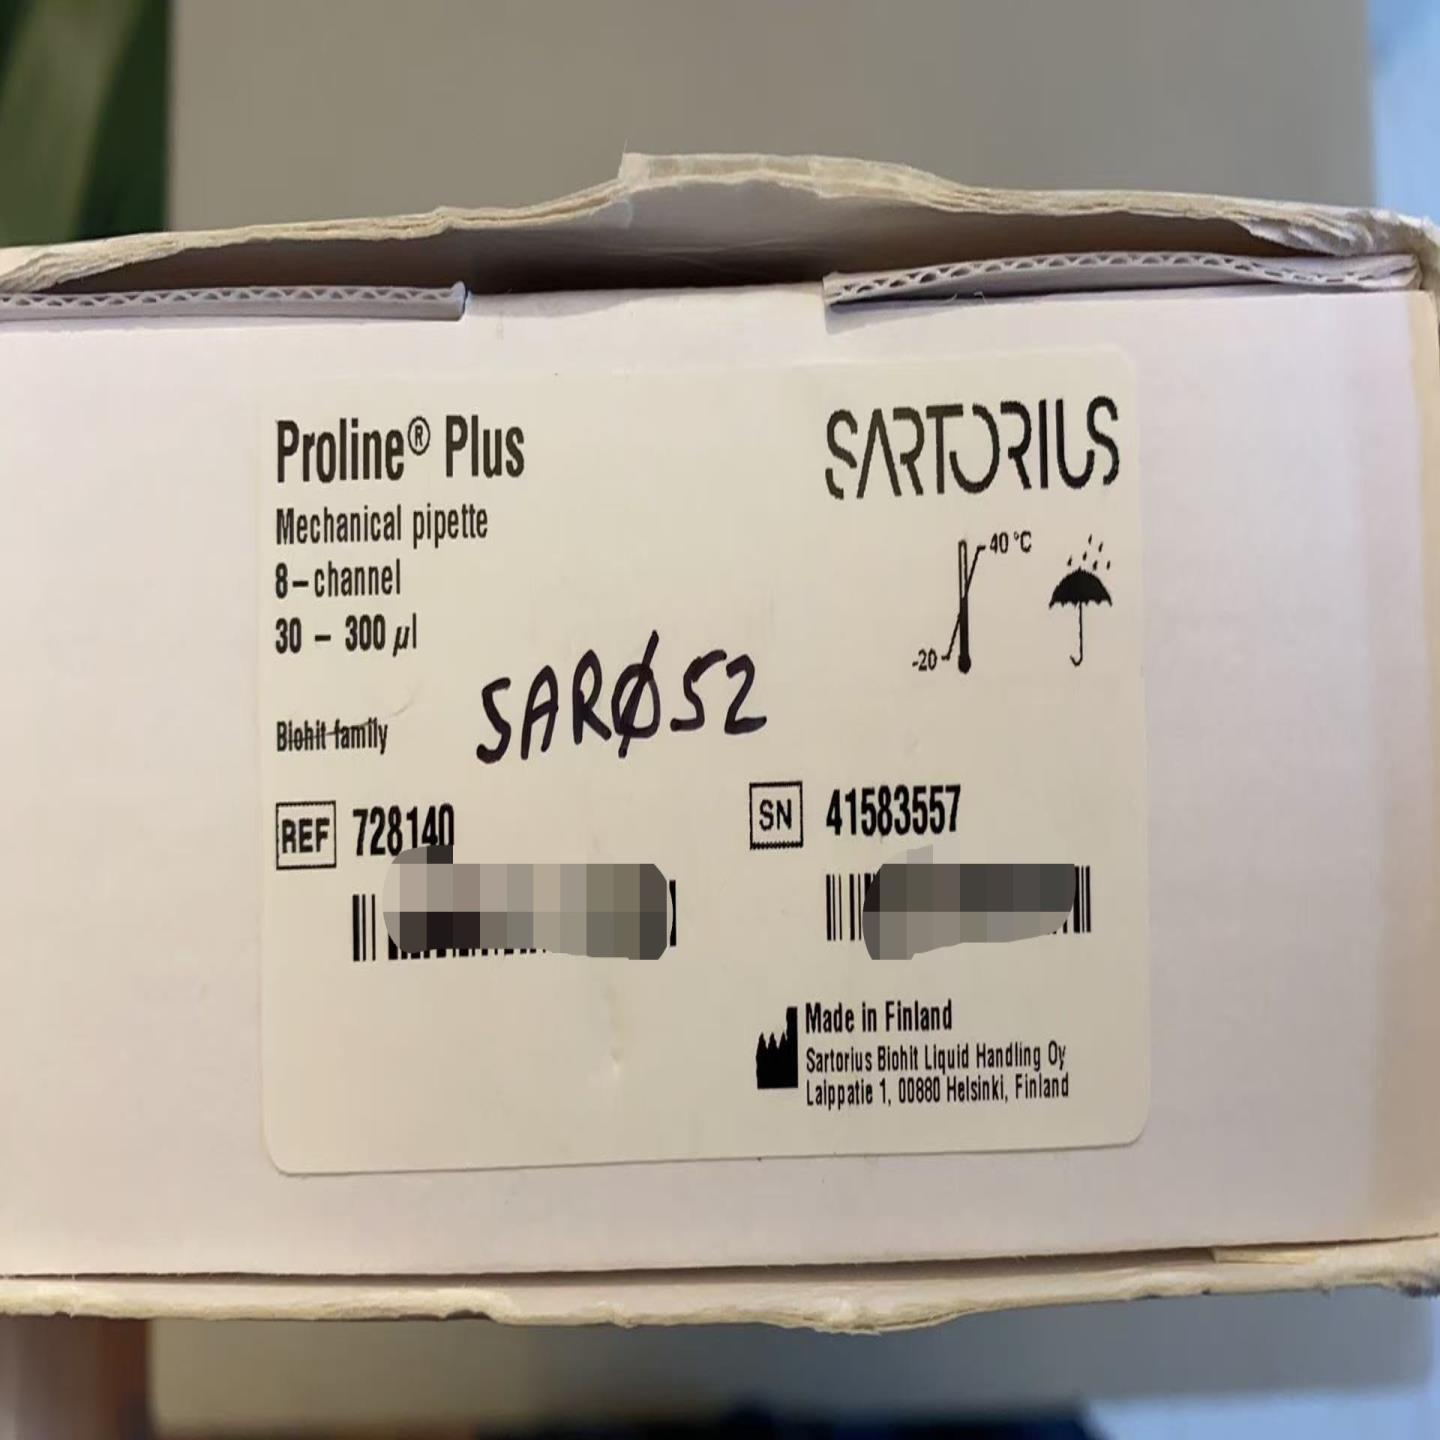 Proline® Plus
SARTORIUS
Mechanical pipette
8-channel
30 – 300 µl
40 °C
-20
Biohit family
SARØ52
REF 728140
SN 41583557
Made in Finland
Sartorius Biohit Liquid Handling Oy
Laippatie 1, 00880 Helsinki, Finland